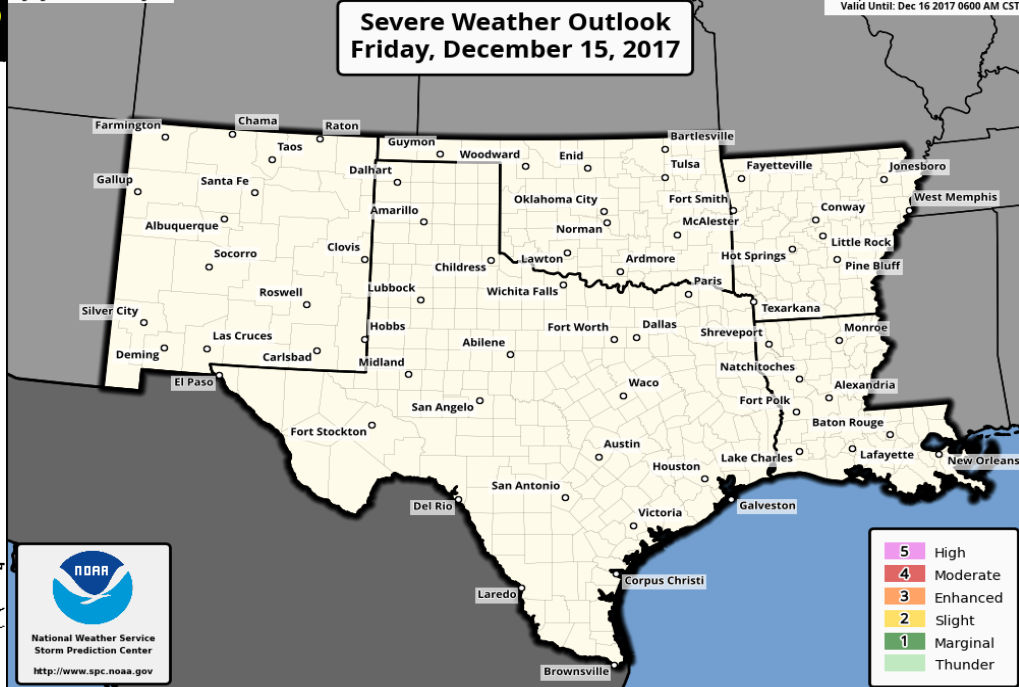 Valid Until: Dec 16 2017 0600 AM CST
Severe Weather Outlook
Friday, December 15, 2017
Farmington
Chama
Raton
Taos
Guymon
Woodward
Enid
Bartlesville
Tulsa
Fayetteville
Jonesboro
Gallup
Santa Fe
Dalhart
Oklahoma City
Fort Smith
West Memphis
Albuquerque
Amarillo
Norman
McAlester
Conway
Little Rock
Socorro
Clovis
Childress
Lawton
Ardmore
Hot Springs
Pine Bluff
Roswell
Lubbock
Wichita Falls
Paris
Texarkana
Silver City
Las Cruces
Hobbs
Fort Worth
Dallas
Shreveport
Monroe
Deming
Carlsbad
Midland
Abilene
Natchitoches
El Paso
San Angelo
Waco
Fort Polk
Alexandria
Fort Stockton
Austin
Baton Rouge
Lake Charles
Lafayette
New Orleans
Houston
San Antonio
Del Rio
Galveston
Victoria
Corpus Christi
Laredo
Brownsville
NOAA
National Weather Service
Storm Prediction Center
http://www.spc.noaa.gov
5 High
4 Moderate
3 Enhanced
2 Slight
1 Marginal
Thunder